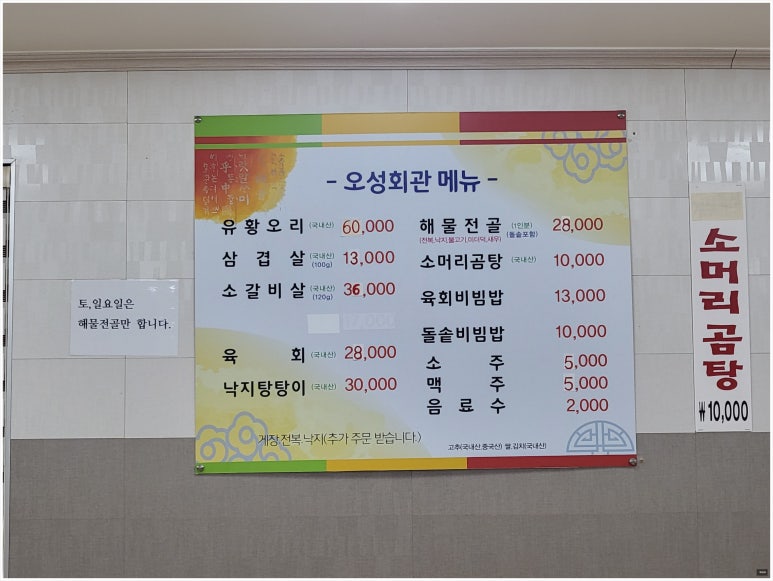 - 오성회관 메뉴 -
유황오리 (국내산) 60,000
삼겹살 (국내산) (100g) 13,000
소갈비살 (국내산) (120g) 36,000
17,000
육회 (국내산) 28,000
낙지탕탕이 (국내산) 30,000
게장.전복.낙지(추가 주문 받습니다.)
해물전골 (1인분) (돌솥포함) 28,000
(전복,낙지,불고기,미더덕,새우)
소머리곰탕 (국내산) 10,000
육회비빔밥 13,000
돌솥비빔밥 10,000
소주 5,000
맥주 5,000
음료수 2,000
고추(국내산,중국산) 쌀,김치(국내산)
토,일요일은
해물전골만 합니다.
소머리곰탕
₩10,000